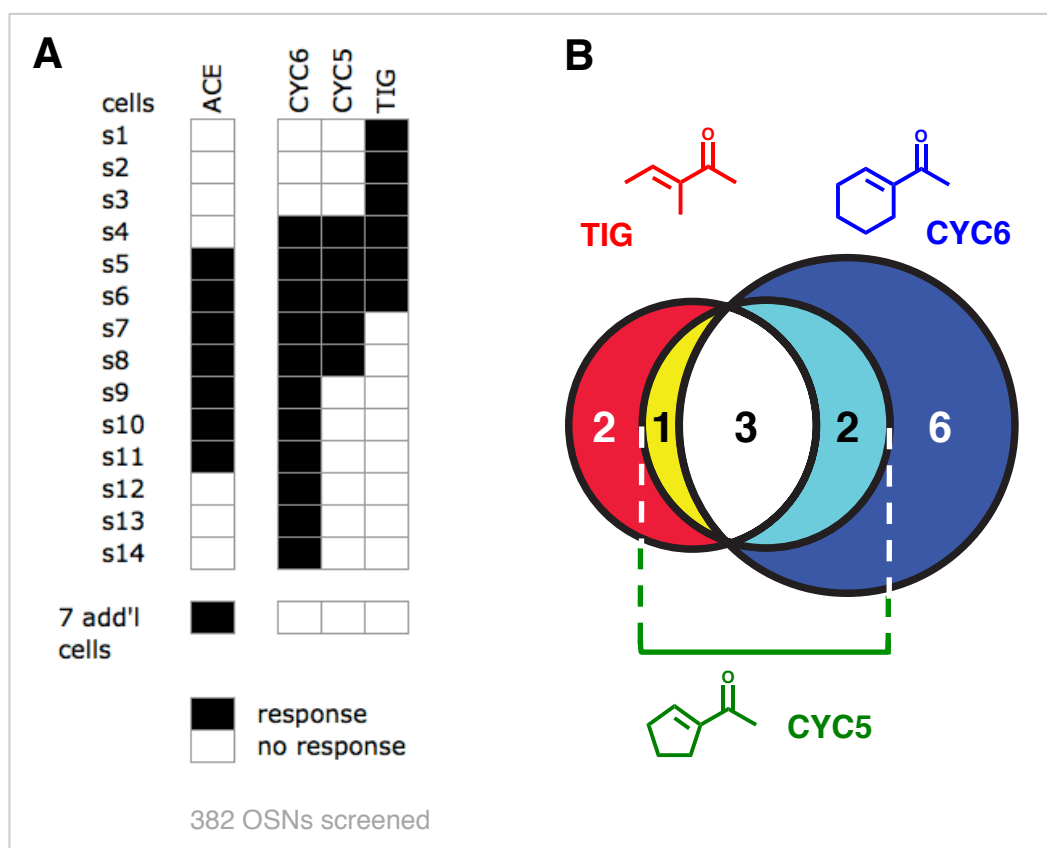 A
cells ACE CYC6 CYC5 TIG
s1
s2
s3
s4
s5
s6
s7
s8
s9
s10
s11
s12
s13
s14
7 add'l
cells
response
no response
382 OSNs screened
B
O
O
TIG
CYC6
2 1 3 2 6
O
CYC5